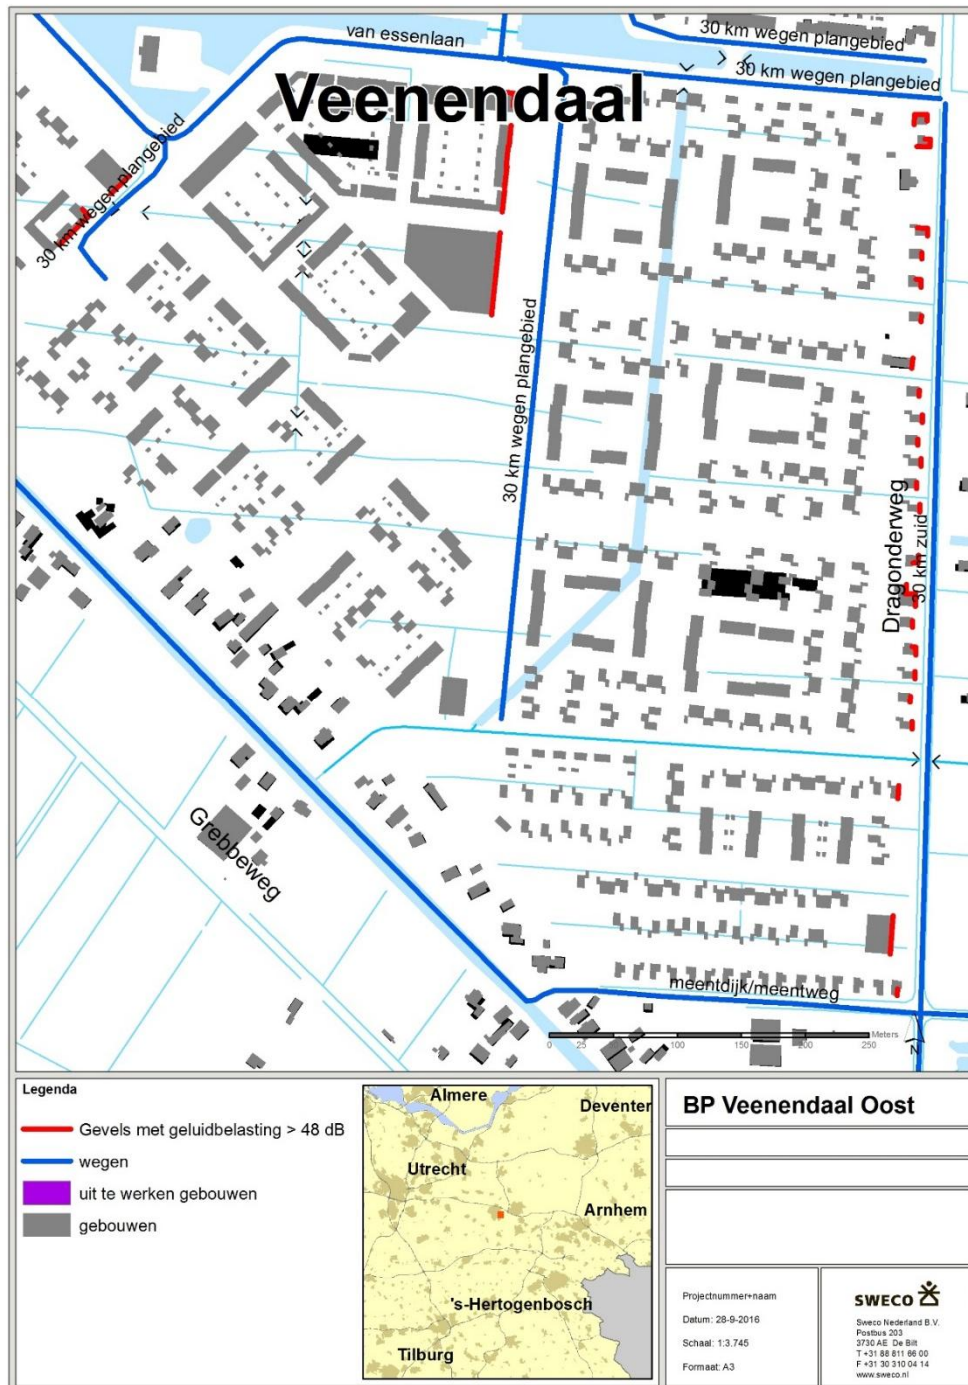 van essenlaan
30 km wegen plangebied
30 km wegen plangebied
Veenendaal
30 km wegen plangebied
30 km wegen plangebied
Dragonderweg
30 km zuid
Grebbeweg
meentdijk/meentweg
Meters
0 25 50 100 150 200 250
N
Legenda
Gevels met geluidbelasting > 48 dB
wegen
uit te werken gebouwen
gebouwen
Almere
Deventer
Utrecht
Arnhem
's-Hertogenbosch
Tilburg
BP Veenendaal Oost
Projectnummer+naam
Datum: 28-9-2016
Schaal: 1:3.745
Formaat: A3
SWECO
Sweco Nederland B.V.
Postbus 203
3730 AE De Bilt
T +31 88 811 66 00
F +31 30 310 04 14
www.sweco.nl